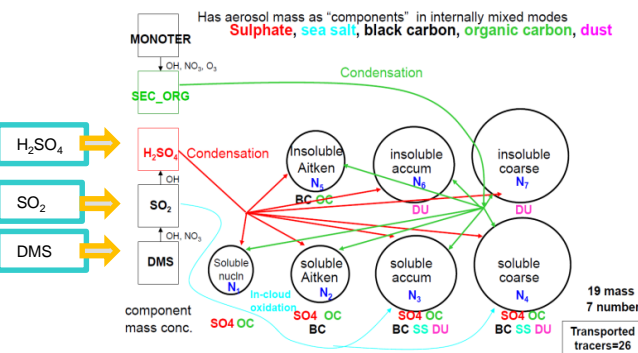 Has aerosol mass as “components” in internally mixed modes
Sulphate, sea salt, black carbon, organic carbon, dust
MONOTER
OH, NO3, O3
SEC_ORG
Condensation
H2SO4
H2SO4
Condensation
OH
SO2
SO2
OH, NO3
DMS
DMS
Insoluble
Aitken
N5
BC OC
insoluble
accum
N6
DU
insoluble
coarse
N7
DU
Soluble
nucln
N1
soluble
Aitken
N2
soluble
accum
N3
soluble
coarse
N4
In-cloud
oxidation
component
mass conc.
SO4 OC
SO4 OC
BC
SO4 OC
BC SS DU
SO4 OC
BC SS DU
19 mass
7 number
Transported
tracers=26